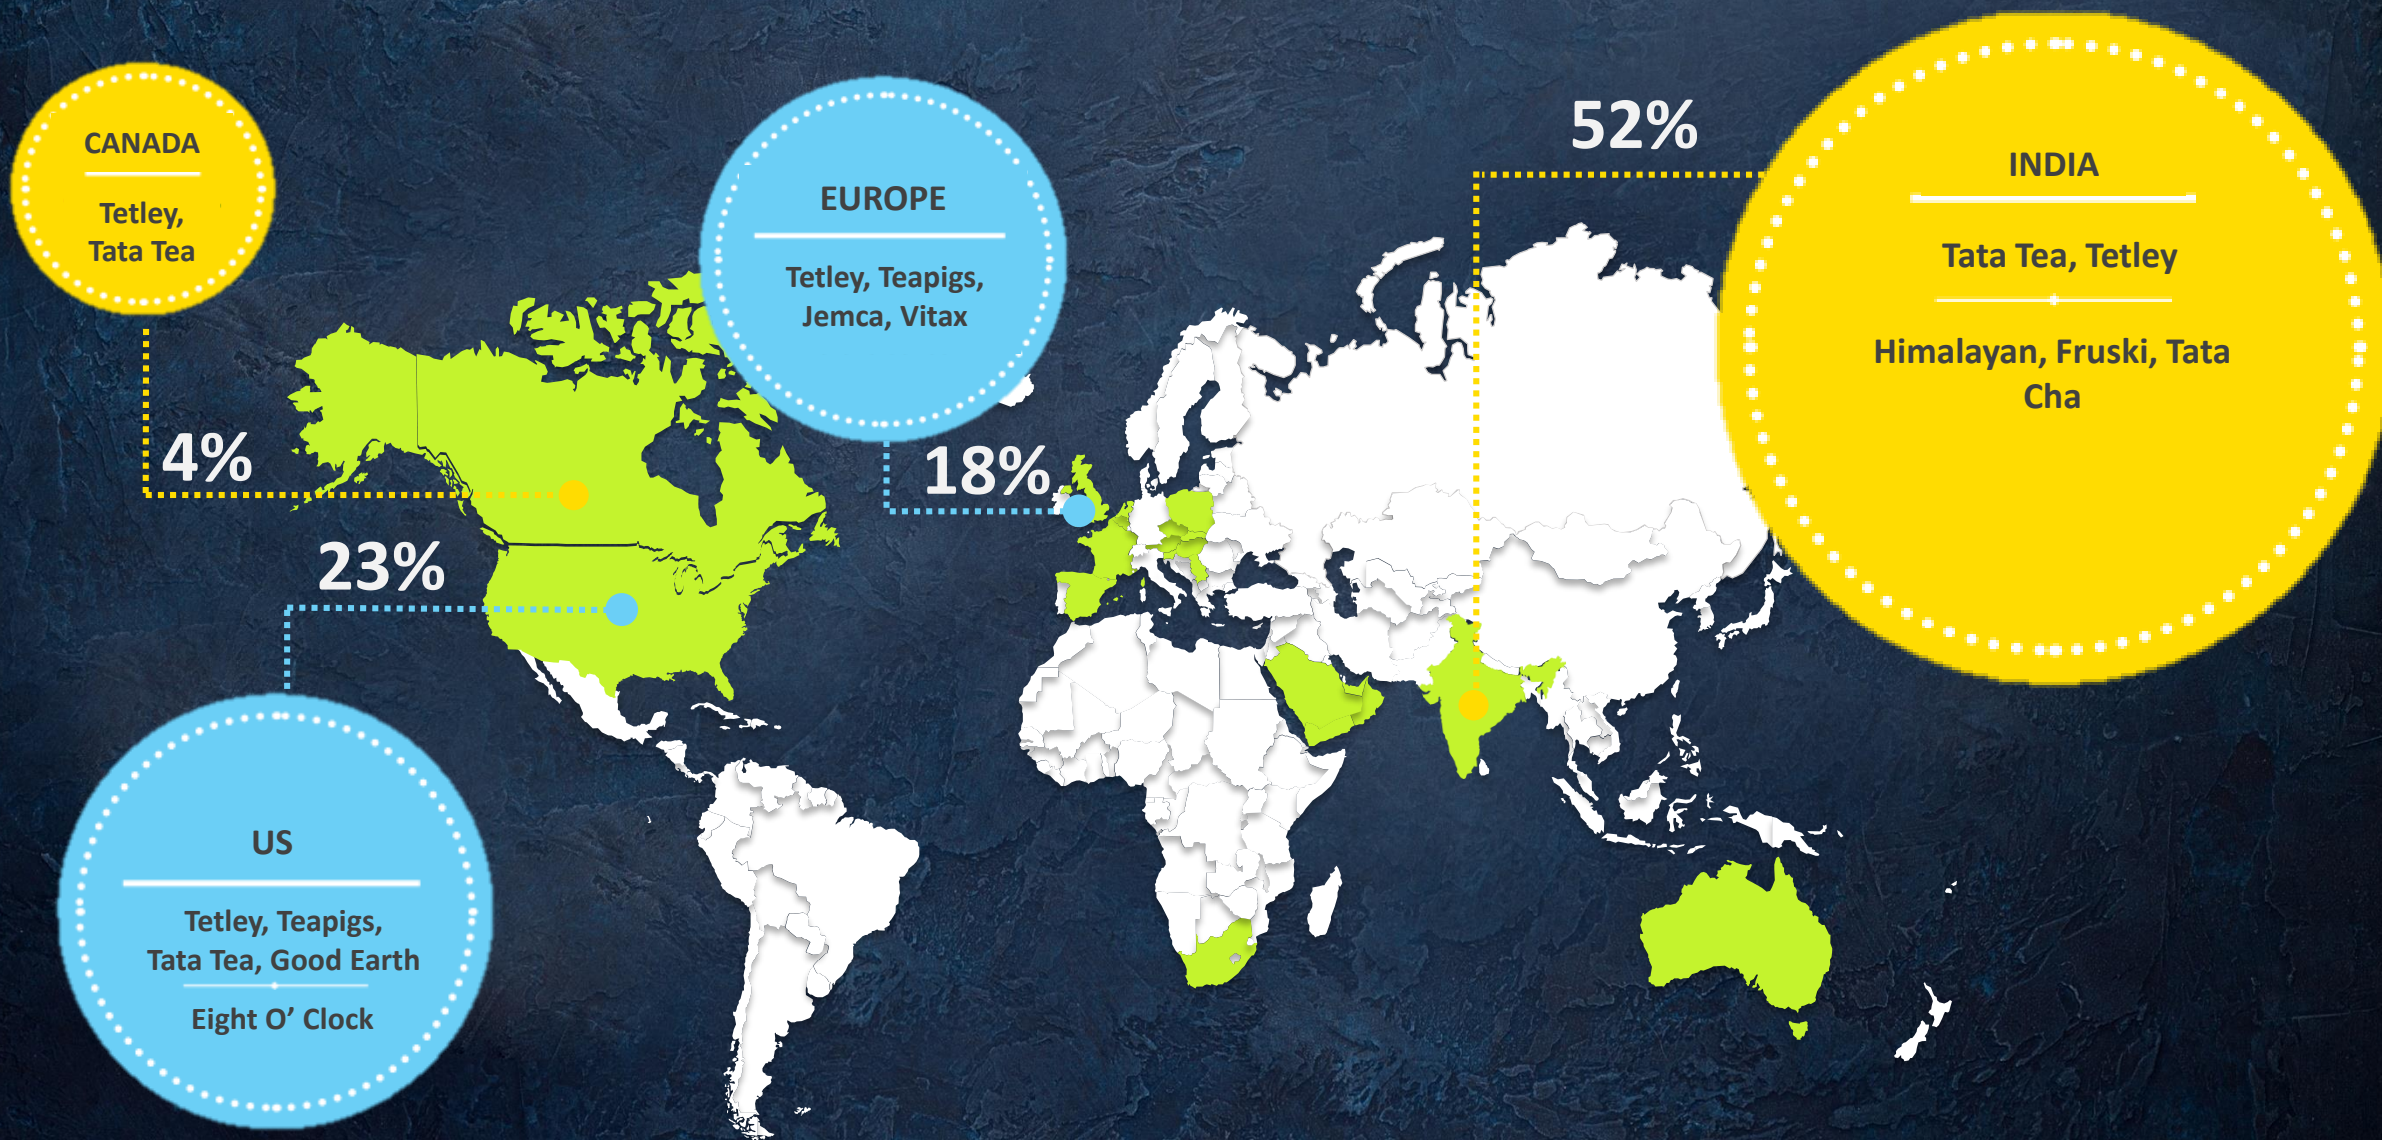 CANADA
Tetley,
Tata Tea
4%
EUROPE
Tetley, Teapigs,
Jemca, Vitax
18%
52%
INDIA
Tata Tea, Tetley
Himalayan, Fruski, Tata
Cha
23%
US
Tetley, Teapigs,
Tata Tea, Good Earth
Eight O’ Clock